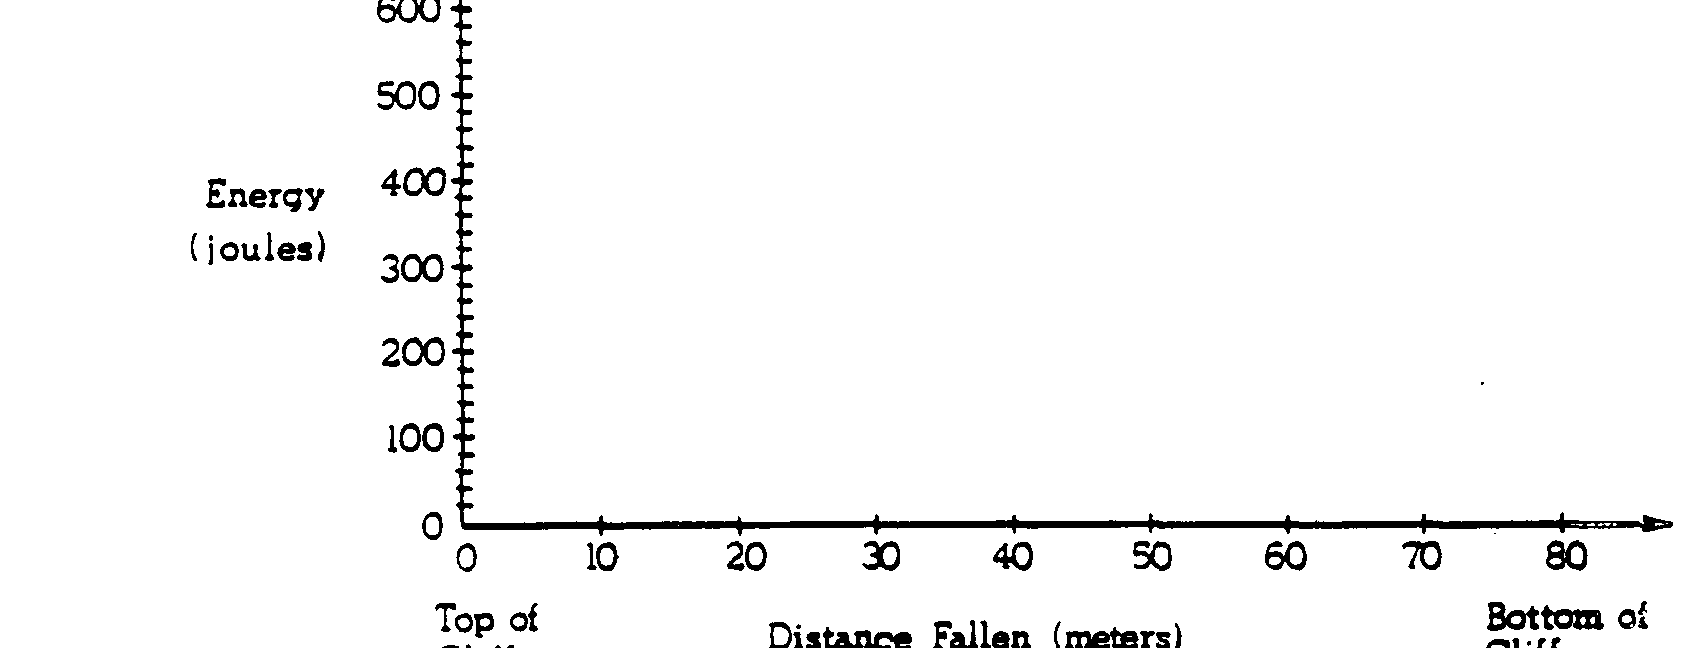 600
500
400
Energy
(joules)
300
200
100
0
0 10 20 30 40 50 60 70 80
Top of
Bottom of
Distance Fallen (meters)
Cliff